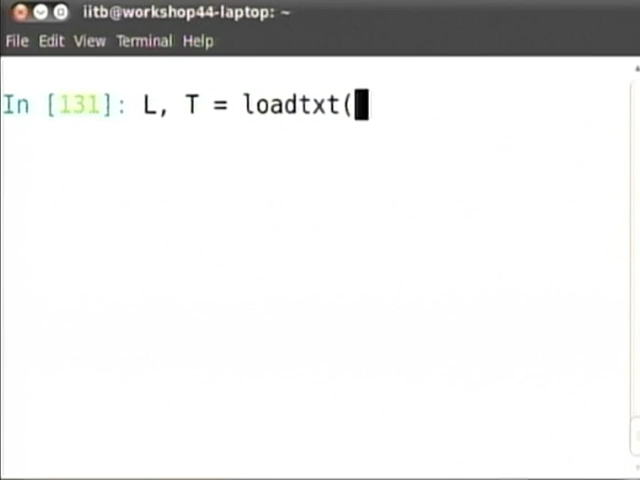 iitb@workshop44-laptop: ~
File Edit View Terminal Help
In [131]: L, T = loadtxt(